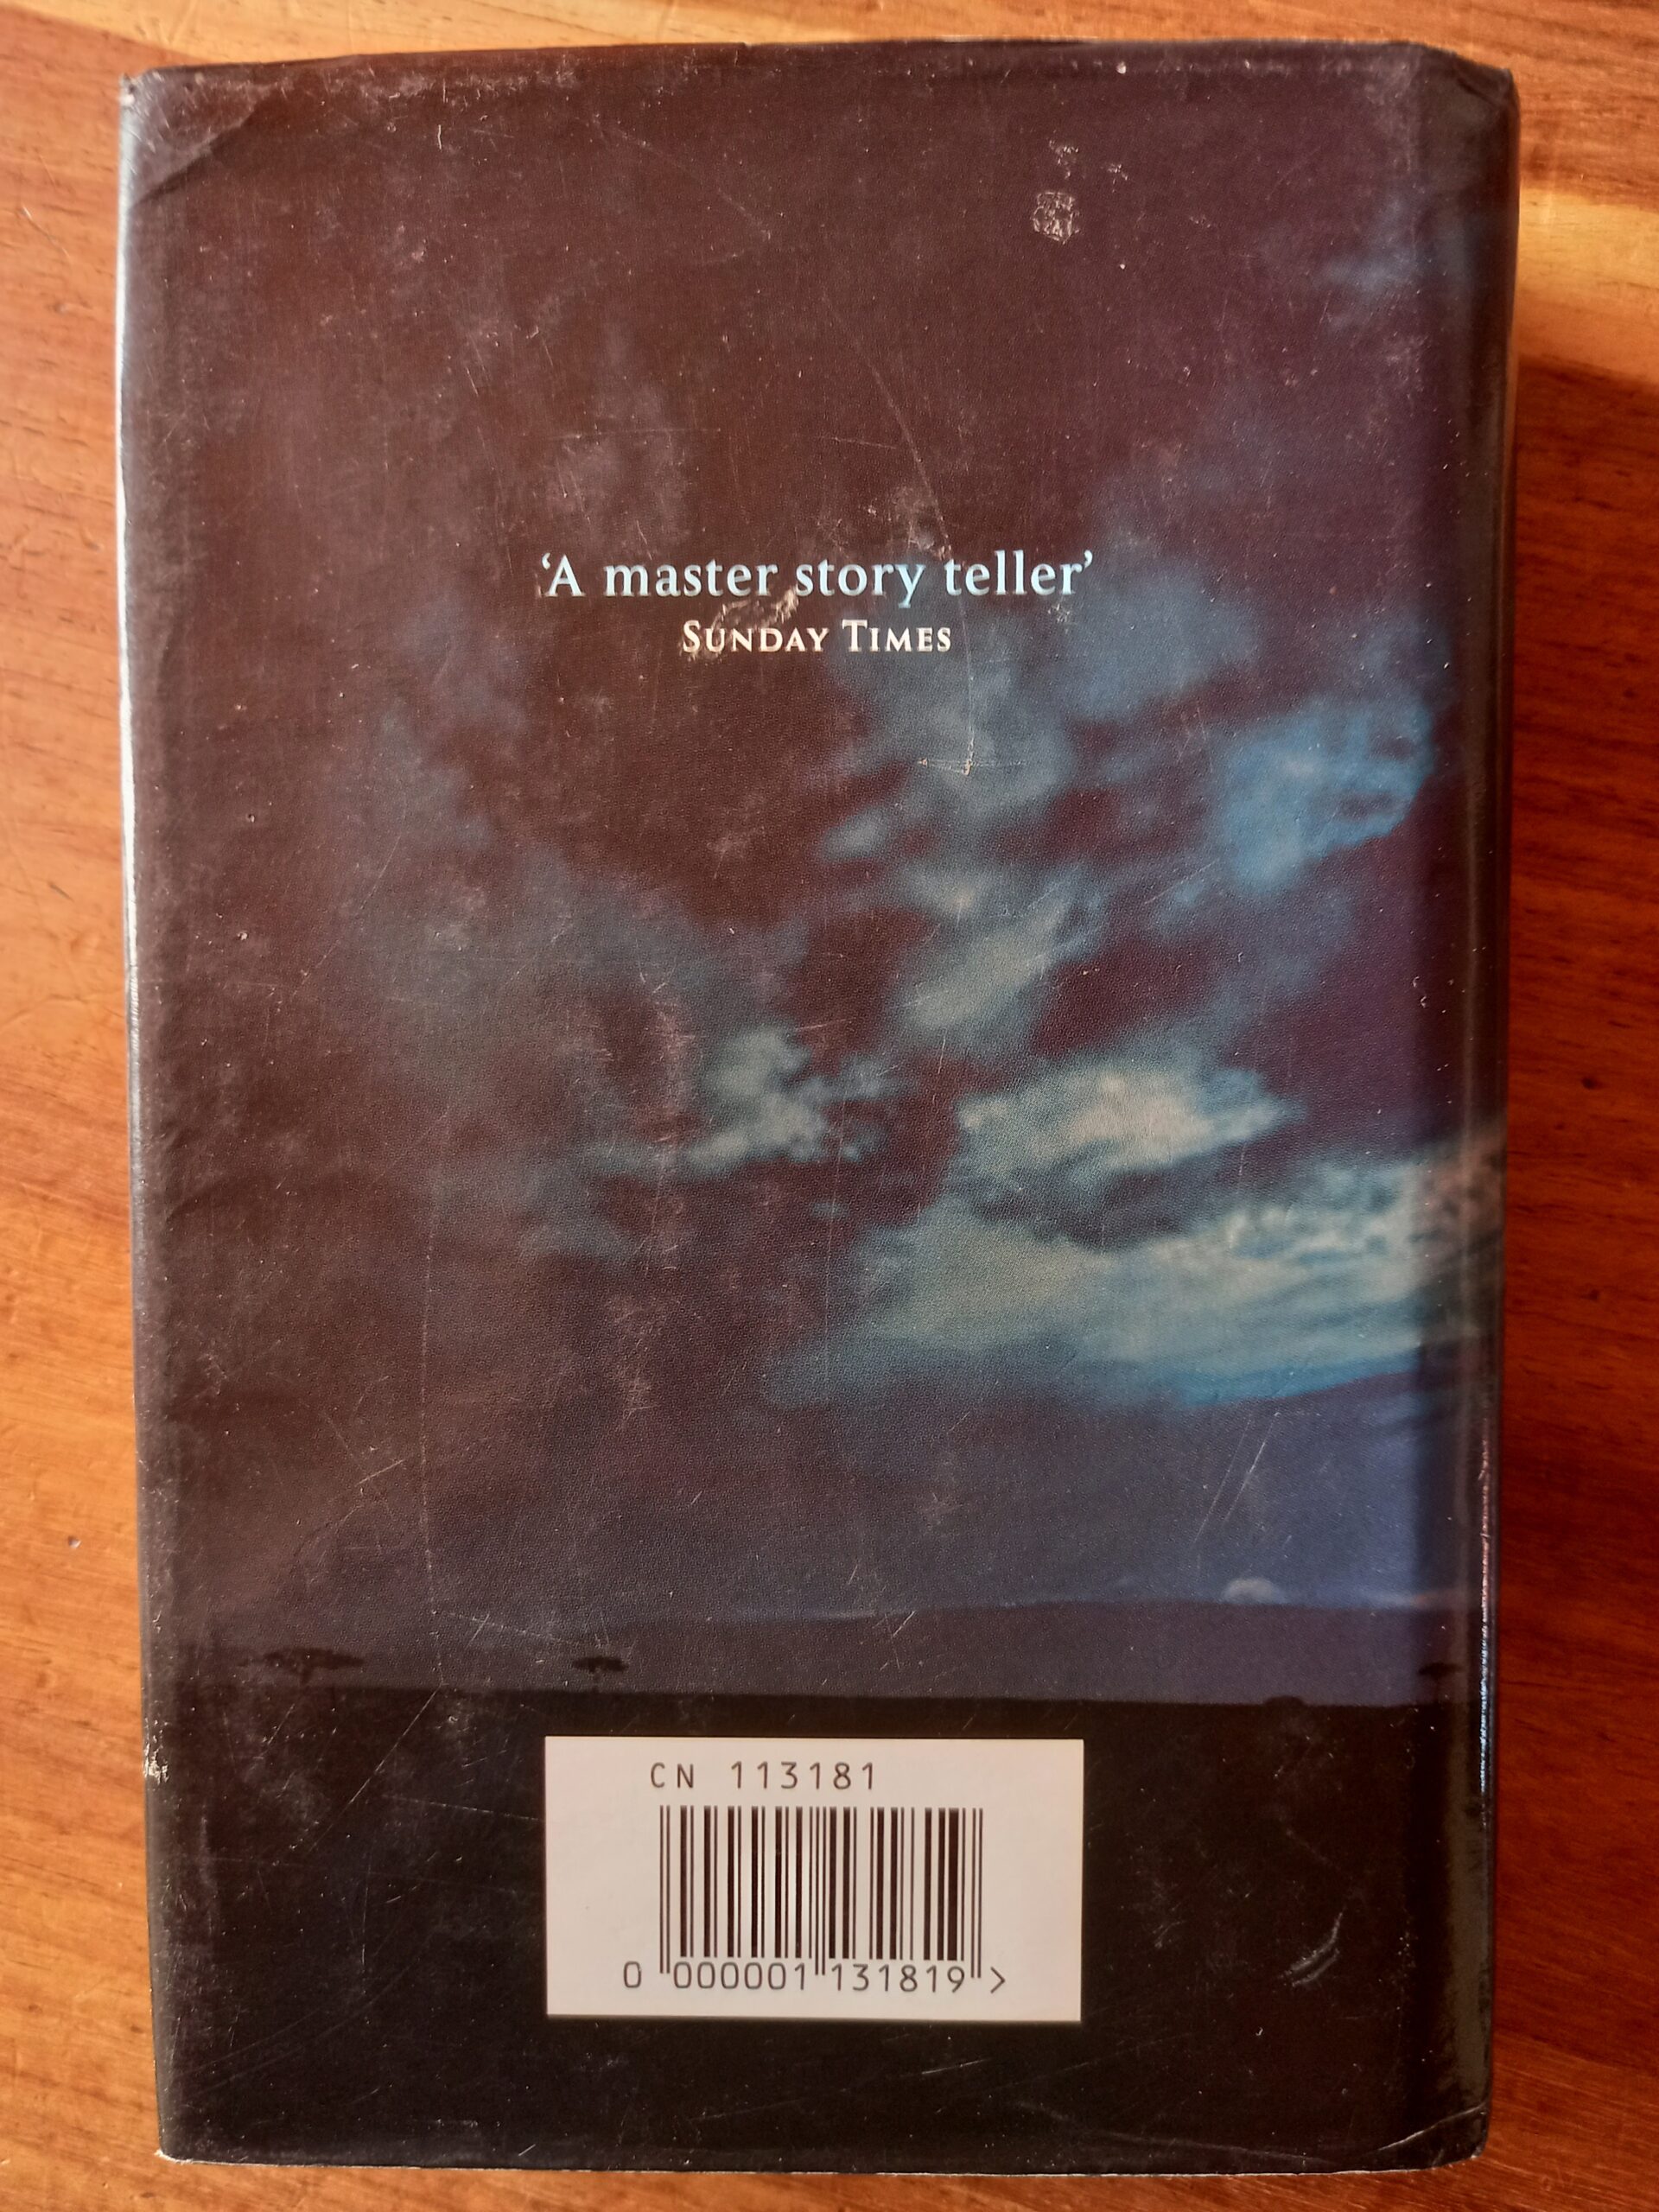 ‘A master story teller’
SUNDAY TIMES
CN 113181
0 000001 131819 >